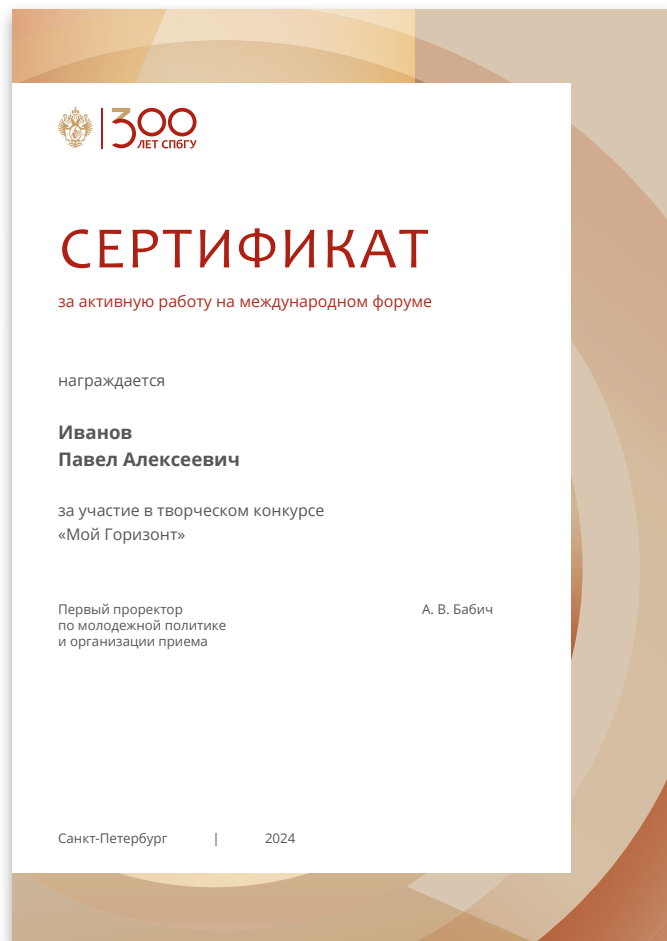 300
ЛЕТ СПбГУ
СЕРТИФИКАТ
за активную работу на международном форуме
награждается
Иванов
Павел Алексеевич
за участие в творческом конкурсе
«Мой Горизонт»
Первый проректор
по молодежной политике
и организации приема
А. В. Бабич
Санкт-Петербург | 2024